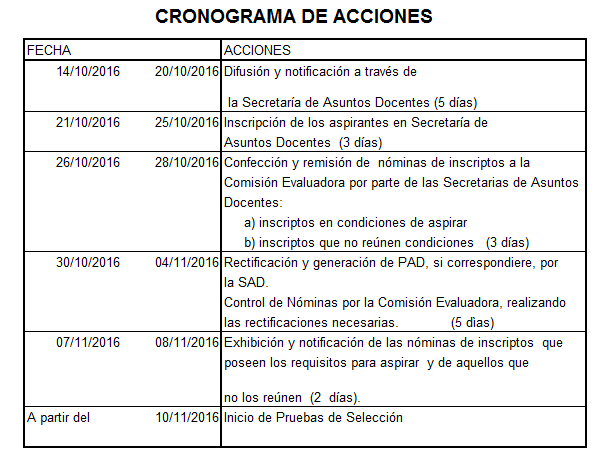 CRONOGRAMA DE ACCIONES
FECHA ACCIONES
14/10/2016 20/10/2016 Difusión y notificación a través de
la Secretaría de Asuntos Docentes (5 días)
21/10/2016 25/10/2016 Inscripción de los aspirantes en Secretaría de
Asuntos Docentes (3 días)
26/10/2016 28/10/2016 Confección y remisión de nóminas de inscriptos a la
Comisión Evaluadora por parte de las Secretarias de Asuntos
Docentes:
a) inscriptos en condiciones de aspirar
b) inscriptos que no reúnen condiciones (3 días)
30/10/2016 04/11/2016 Rectificación y generación de PAD, si correspondiere, por
la SAD.
Control de Nóminas por la Comisión Evaluadora, realizando
las rectificaciones necesarias. (5 días)
07/11/2016 08/11/2016 Exhibición y notificación de las nóminas de inscriptos que
poseen los requisitos para aspirar y de aquellos que
no los reúnen (2 días).
A partir del 10/11/2016 Inicio de Pruebas de Selección